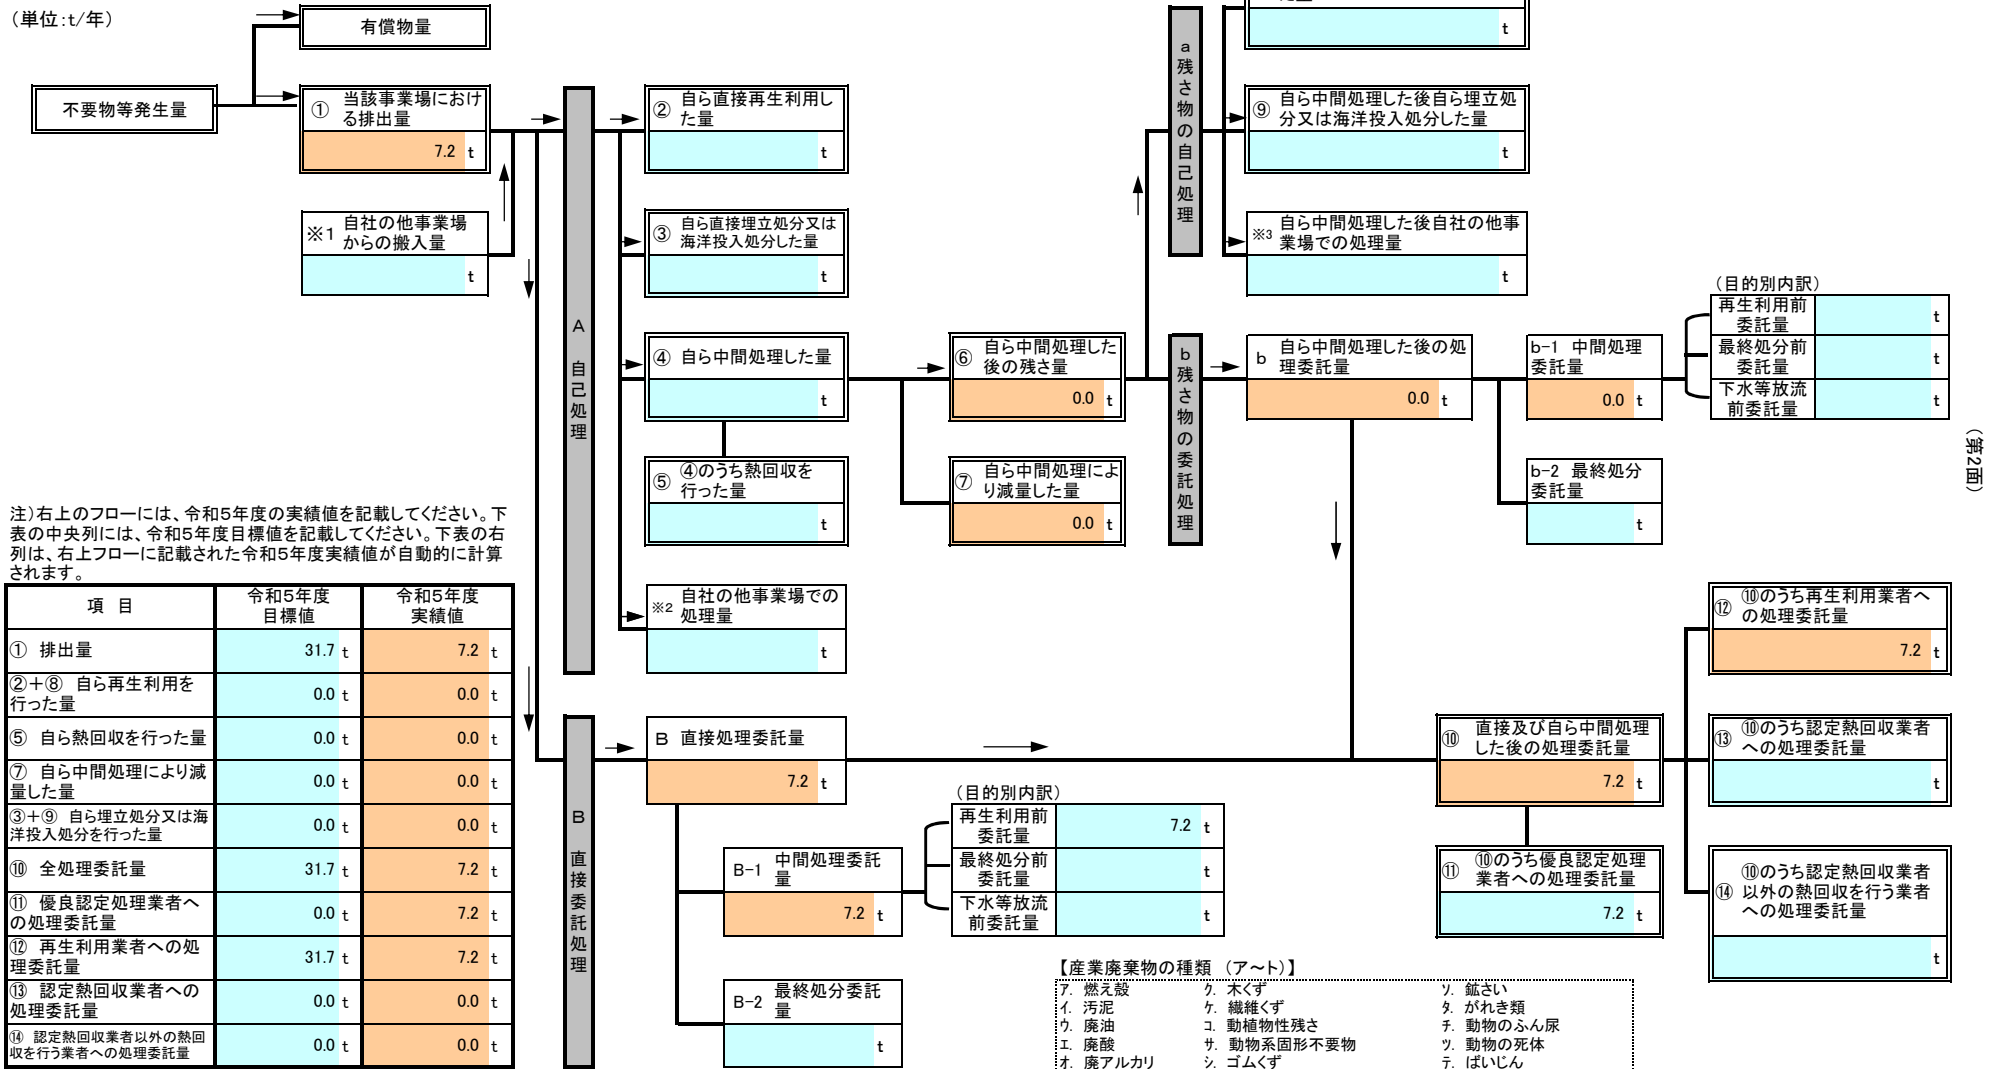 （単位：t/年）
有償物量
不要物等発生量
① 当該事業場におけ
る排出量
7.2 t
※1 自社の他事業場
からの搬入量
t
A 自己処理
② 自ら直接再生利用し
た量
t
③ 自ら直接埋立処分又は
海洋投入処分した量
t
④ 自ら中間処理した量
t
⑤ ④のうち熱回収を
行った量
t
※2 自社の他事業場での
処理量
t
⑥ 自ら中間処理した
後の残さ量
0.0 t
⑦ 自ら中間処理によ
り減量した量
0.0 t
a 残さ物の自己処理
t
⑨ 自ら中間処理した後自ら埋立処
分又は海洋投入処分した量
t
※3 自ら中間処理した後自社の他事
業場での処理量
t
b 残さ物の委託処理
b 自ら中間処理した後の処
理委託量
0.0 t
b-1 中間処理
委託量
0.0 t
（目的別内訳）
再生利用前
委託量
t
最終処分前
委託量
t
下水等放流
前委託量
t
b-2 最終処分
委託量
t
（第2面）
注）右上のフローには、令和5年度の実績値を記載してください。下
表の中央列には、令和5年度目標値を記載してください。下表の右
列は、右上フローに記載された令和5年度実績値が自動的に計算
されます。
項 目 令和5年度 目標値 令和5年度 実績値
① 排出量 31.7 t 7.2 t
②＋⑧ 自ら再生利用を
行った量 0.0 t 0.0 t
⑤ 自ら熱回収を行った量 0.0 t 0.0 t
⑦ 自ら中間処理により減
量した量 0.0 t 0.0 t
③＋⑨ 自ら埋立処分又は海
洋投入処分を行った量 0.0 t 0.0 t
⑩ 全処理委託量 31.7 t 7.2 t
⑪ 優良認定処理業者へ
の処理委託量 0.0 t 7.2 t
⑫ 再生利用業者への処
理委託量 31.7 t 7.2 t
⑬ 認定熱回収業者への
処理委託量 0.0 t 0.0 t
⑭ 認定熱回収業者以外の熱回
収を行う業者への処理委託量 0.0 t 0.0 t
B 直接委託処理
B 直接処理委託量
7.2 t
B-1 中間処理委託
量
7.2 t
（目的別内訳）
再生利用前
委託量
7.2 t
最終処分前
委託量
t
下水等放流
前委託量
t
B-2 最終処分委託
量
t
⑩ 直接及び自ら中間処理
した後の処理委託量
7.2 t
⑪ ⑩のうち優良認定処理
業者への処理委託量
7.2 t
⑫ ⑩のうち再生利用業者へ
の処理委託量
7.2 t
⑬ ⑩のうち認定熱回収業者
への処理委託量
t
⑭ ⑩のうち認定熱回収業者
以外の熱回収を行う業者
への処理委託量
t
【産業廃棄物の種類 （ア～ト）】
ア. 燃え殻 ク. 木くず ソ. 鉱さい
イ. 汚泥 ケ. 繊維くず タ. がれき類
ウ. 廃油 コ. 動植物性残さ チ. 動物のふん尿
エ. 廃酸 サ. 動物系固形不要物 ツ. 動物の死体
オ. 廃アルカリ シ. ゴムくず テ. ばいじん